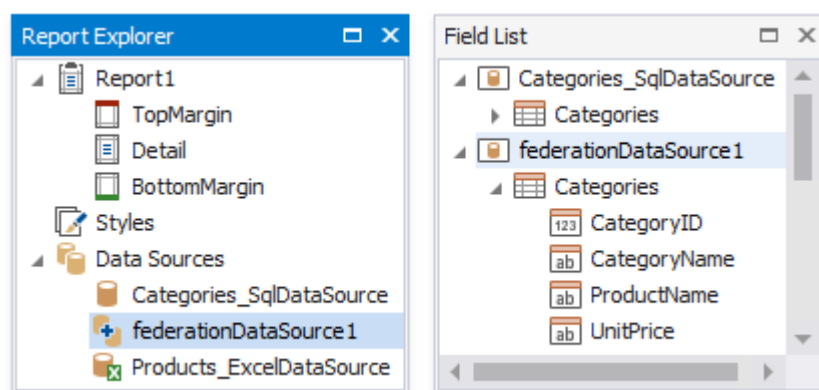 Report Explorer
Report1
TopMargin
Detail
BottomMargin
Styles
Data Sources
Categories_SqlDataSource
federationDataSource1
Products_ExcelDataSource
Field List
Categories_SqlDataSource
Categories
federationDataSource1
Categories
123 CategoryID
ab CategoryName
ab ProductName
ab UnitPrice